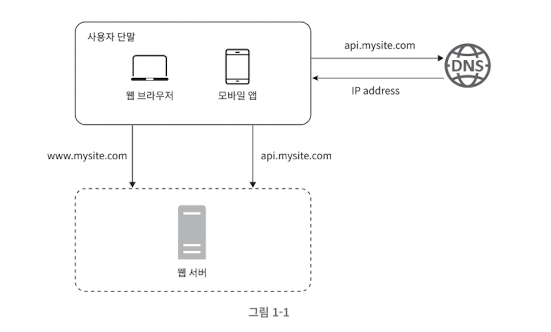 사용자 단말
api.mysite.com
DNS
웹 브라우저
모바일 앱
IP address
www.mysite.com
api.mysite.com
웹 서버
그림 1-1